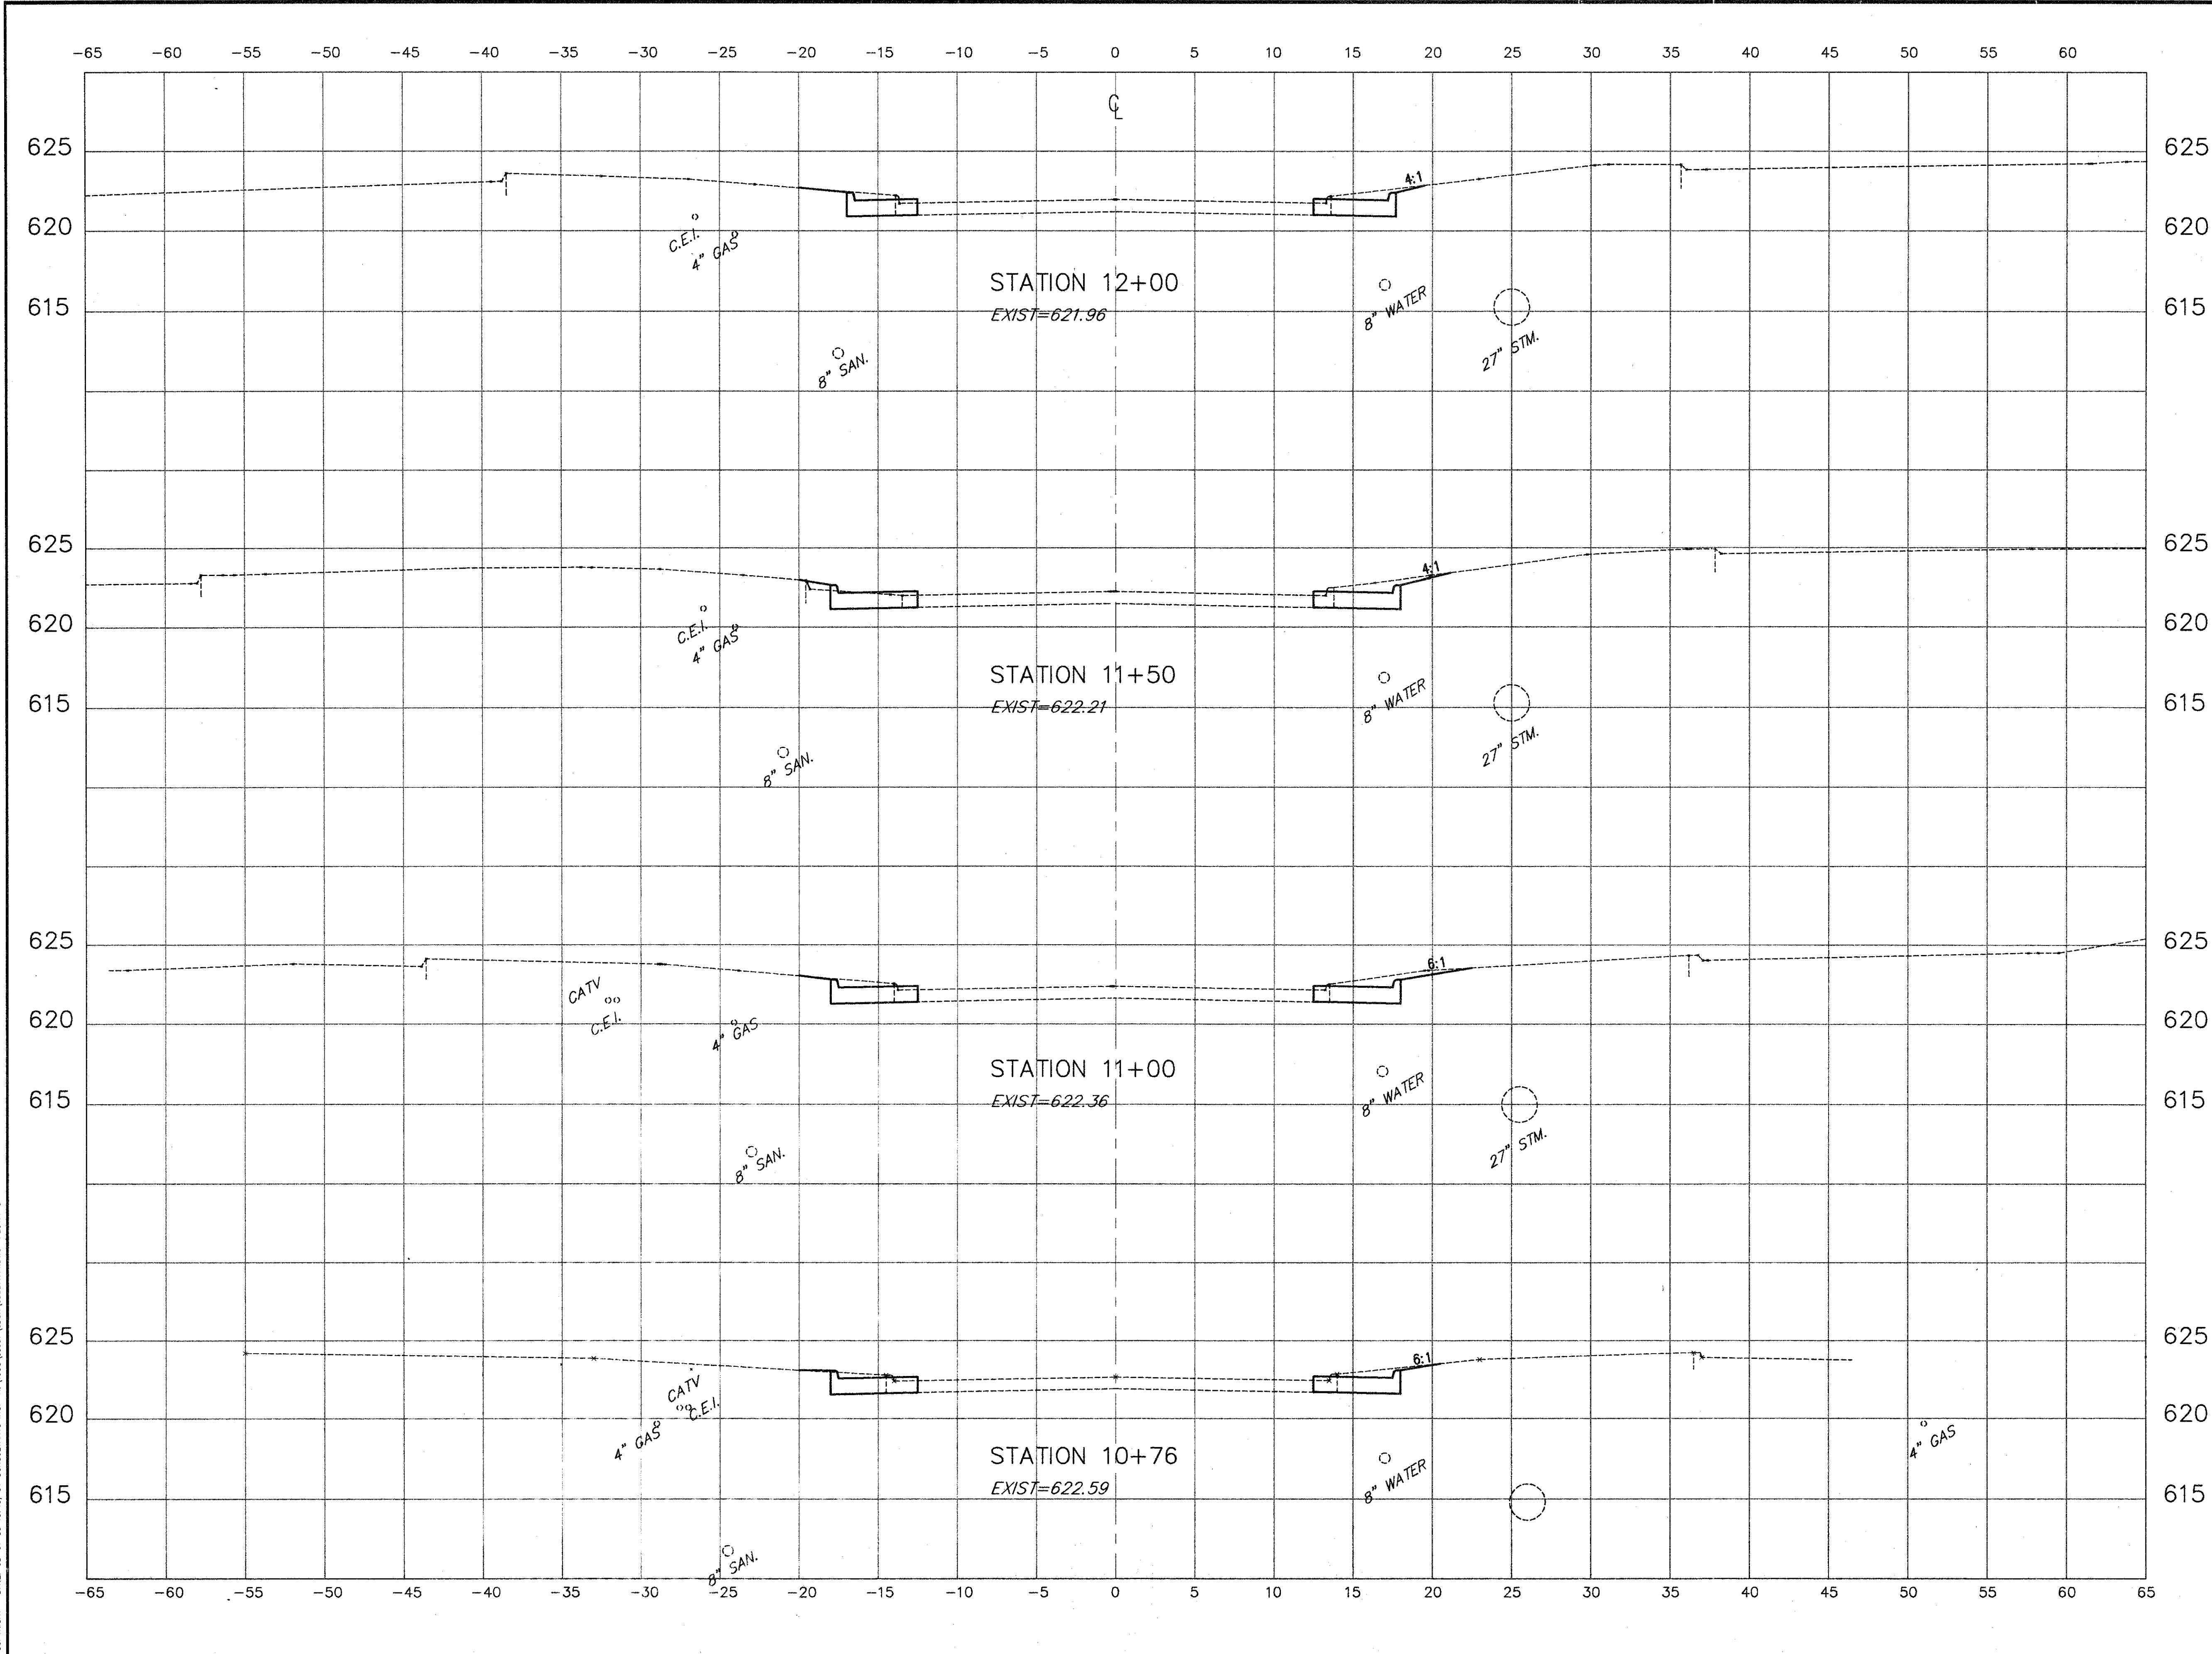 -65 -60 -55 -50 -45 -40 -35 -30 -25 -20 -15 -10 -5 0 5 10 15 20 25 30 35 40 45 50 55 60
℄
625 625
4:1
620 620
C.E.I.
4" GAS
STATION 12+00
8" WATER
615 615
EXIST=621.96
27" STM.
8" SAN.
625 625
4:1
620 620
C.E.I.
4" GAS
STATION 11+50
8" WATER
615 615
EXIST=622.21
27" STM.
8" SAN.
625 625
6:1
CATV
620 620
C.E.I.
4" GAS
STATION 11+00
8" WATER
615 615
EXIST=622.36
27" STM.
8" SAN.
625 625
6:1
CATV
C.E.I.
620 620
4" GAS
4" GAS
STATION 10+76
8" WATER
EXIST=622.59
615 615
8" SAN.
-65 -60 -55 -50 -45 -40 -35 -30 -25 -20 -15 -10 -5 0 5 10 15 20 25 30 35 40 45 50 55 60 65